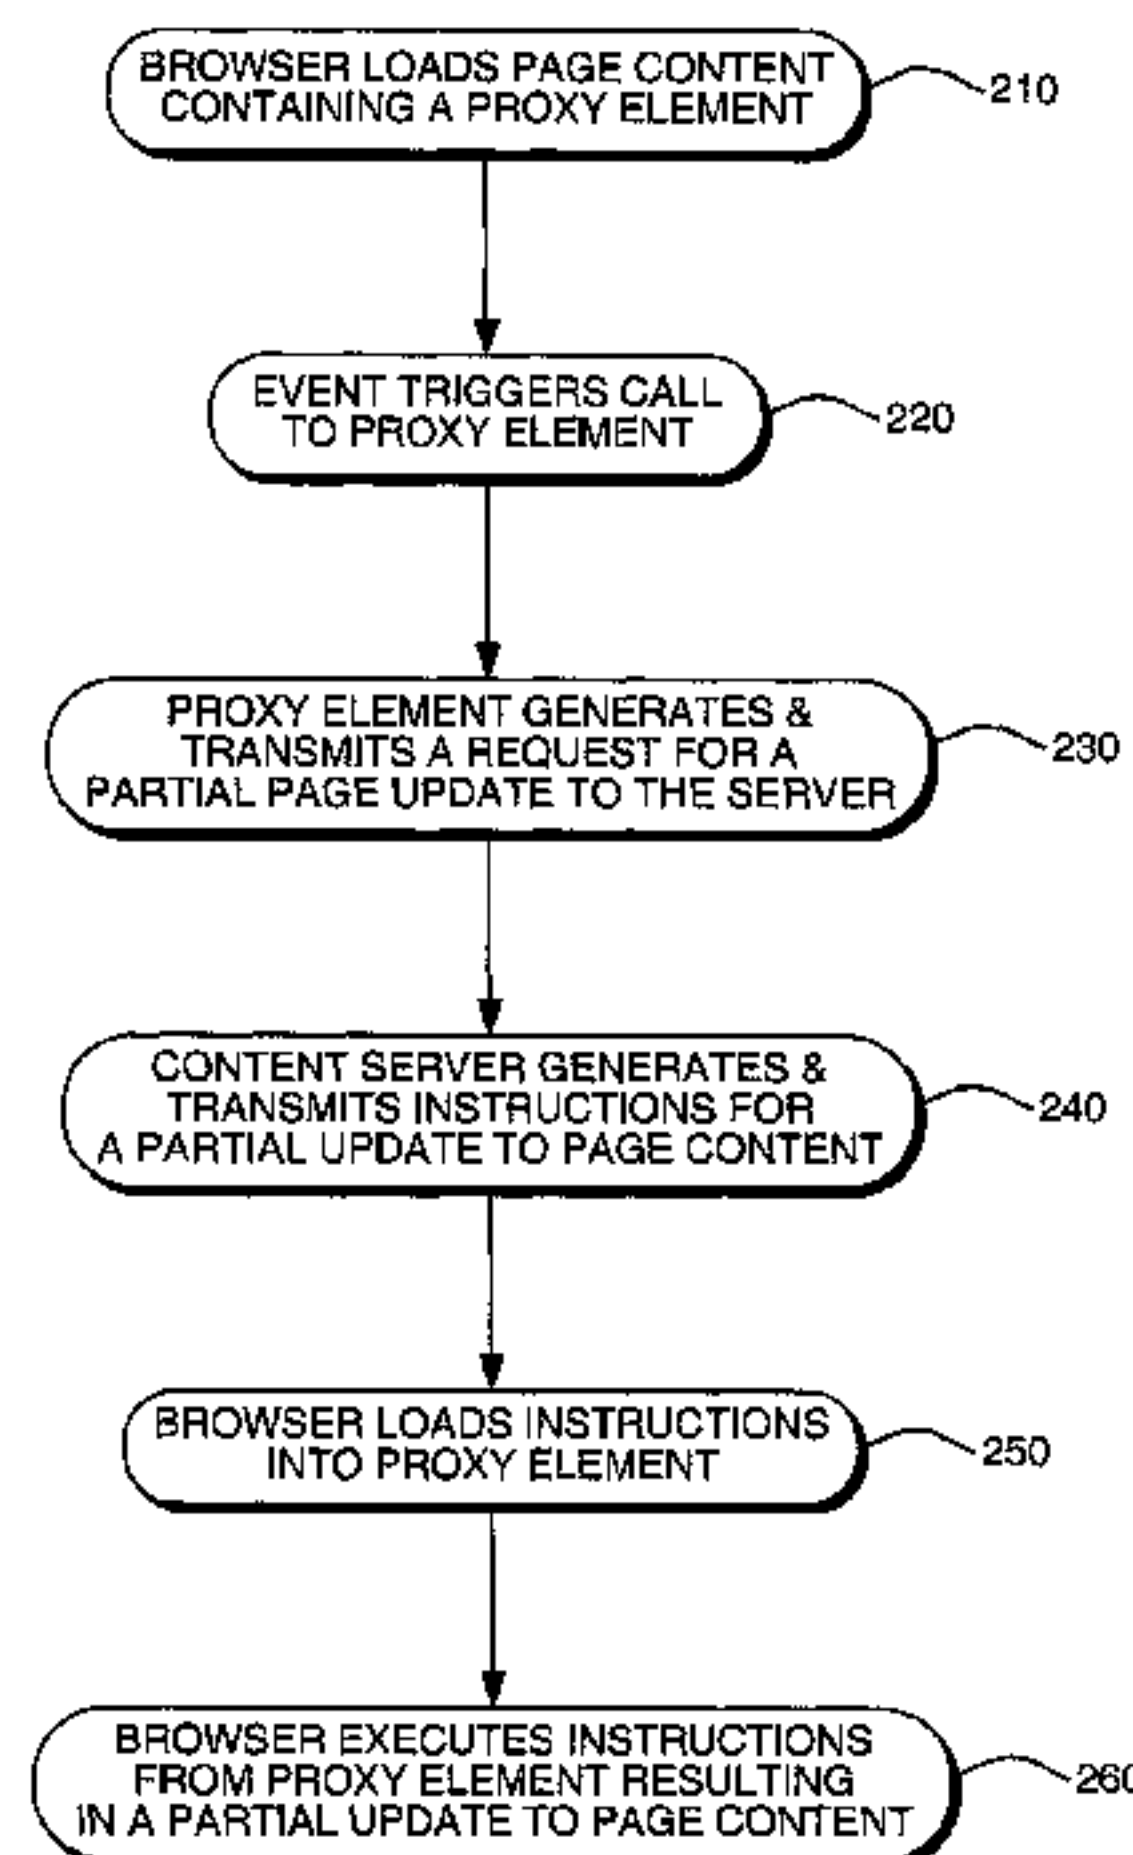 BROWSER LOADS PAGE CONTENT
CONTAINING A PROXY ELEMENT
210
EVENT TRIGGERS CALL
TO PROXY ELEMENT
220
PROXY ELEMENT GENERATES &
TRANSMITS A REQUEST FOR A
PARTIAL PAGE UPDATE TO THE SERVER
230
CONTENT SERVER GENERATES &
TRANSMITS INSTRUCTIONS FOR
A PARTIAL UPDATE TO PAGE CONTENT
240
BROWSER LOADS INSTRUCTIONS
INTO PROXY ELEMENT
250
BROWSER EXECUTES INSTRUCTIONS
FROM PROXY ELEMENT RESULTING
IN A PARTIAL UPDATE TO PAGE CONTENT
260